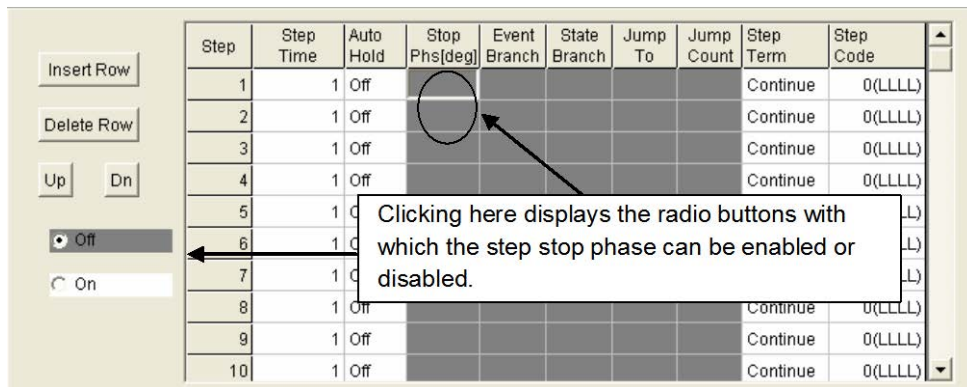 Insert Row
Delete Row
Up Dn
Off
On
Step Step Time Auto Hold Stop Phs[deg] Event Branch State Branch Jump To Jump Count Step Term Step Code
1 1 Off Continue 0(LLLL)
2 1 Off Continue 0(LLLL)
3 1 Off Continue 0(LLLL)
4 1 Off Continue 0(LLLL)
5 1
6 1
7 1
8 1 Off Continue 0(LLLL)
9 1 Off Continue 0(LLLL)
10 1 Off Continue 0(LLLL)
Clicking here displays the radio buttons with
which the step stop phase can be enabled or
disabled.